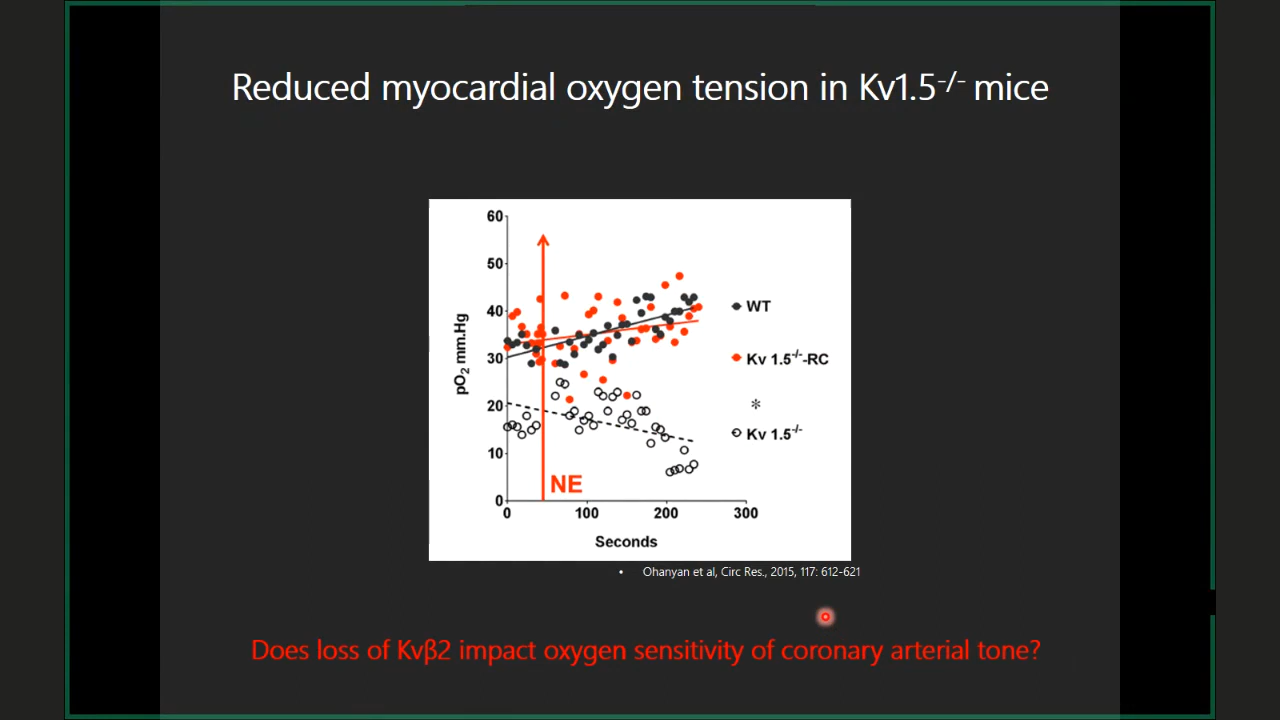 Reduced myocardial oxygen tension in Kv1.5-/- mice
60
50
40
30
20
10
0
pO2 mm.Hg
NE
0 100 200 300
Seconds
WT
Kv 1.5-/--RC
*
Kv 1.5-/-
• Ohanyan et al, Circ Res., 2015, 117: 612-621
Does loss of Kvβ2 impact oxygen sensitivity of coronary arterial tone?